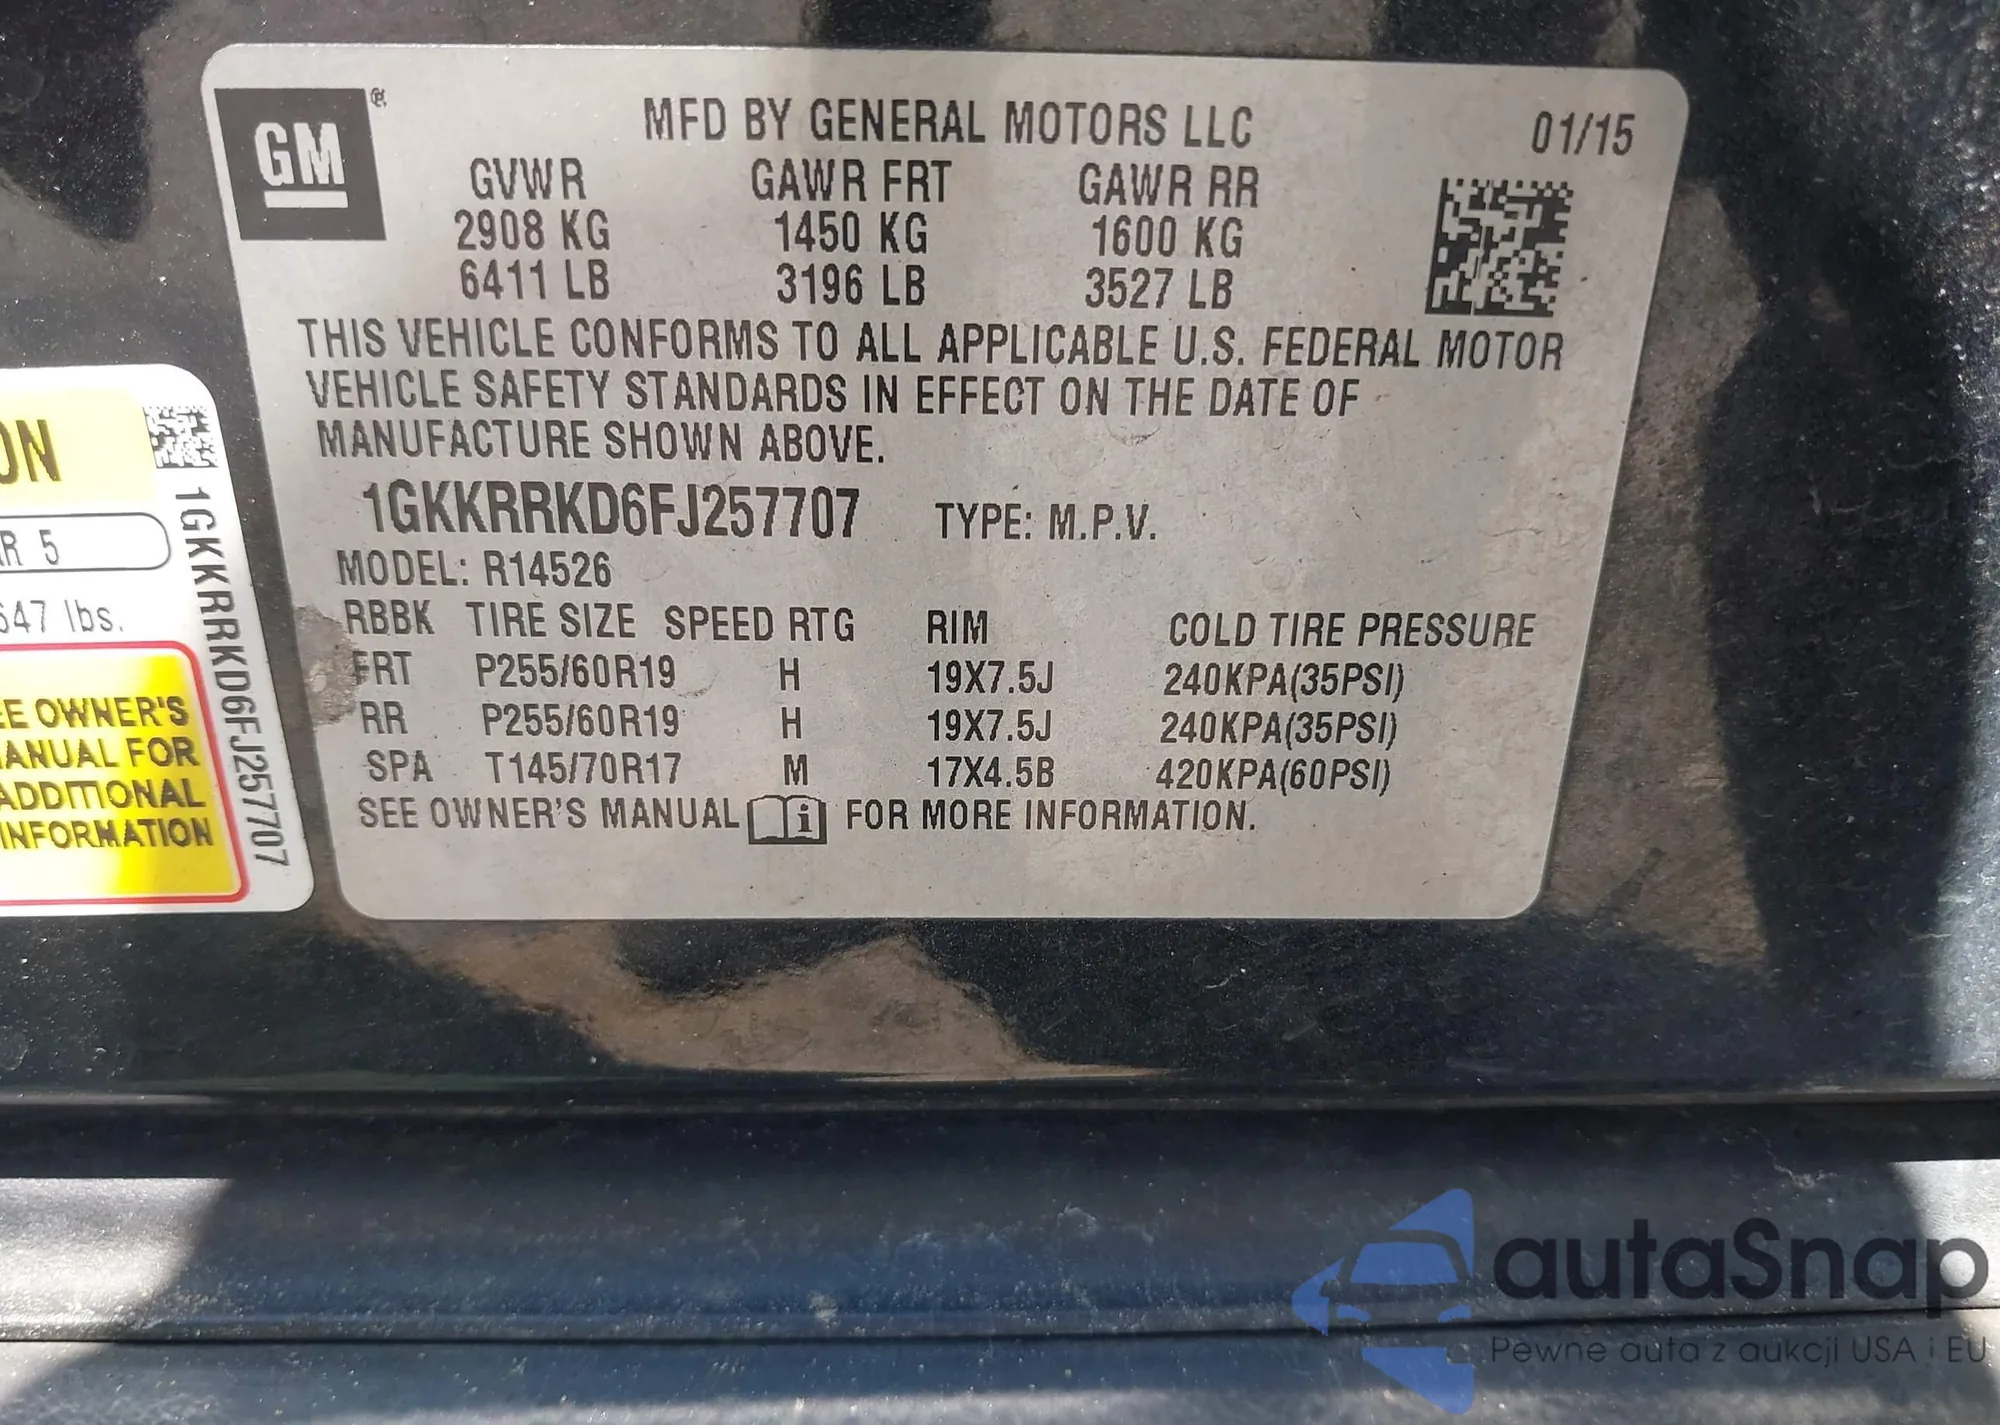 GM
MFD BY GENERAL MOTORS LLC 01/15
GVWR GAWR FRT GAWR RR
2908 KG 1450 KG 1600 KG
6411 LB 3196 LB 3527 LB
THIS VEHICLE CONFORMS TO ALL APPLICABLE U.S. FEDERAL MOTOR
VEHICLE SAFETY STANDARDS IN EFFECT ON THE DATE OF
MANUFACTURE SHOWN ABOVE.
1GKKRRKD6FJ257707 TYPE: M.P.V.
MODEL: R14526
RBBK TIRE SIZE SPEED RTG RIM COLD TIRE PRESSURE
FRT P255/60R19 H 19X7.5J 240KPA(35PSI)
RR P255/60R19 H 19X7.5J 240KPA(35PSI)
SPA T145/70R17 M 17X4.5B 420KPA(60PSI)
SEE OWNER'S MANUAL i FOR MORE INFORMATION.
5
lbs.
OWNER'S
FOR
ADDITIONAL
INFORMATION
1GKKRRKD6FJ257707
autaSnap
Pewne auta z aukcji USA i EU